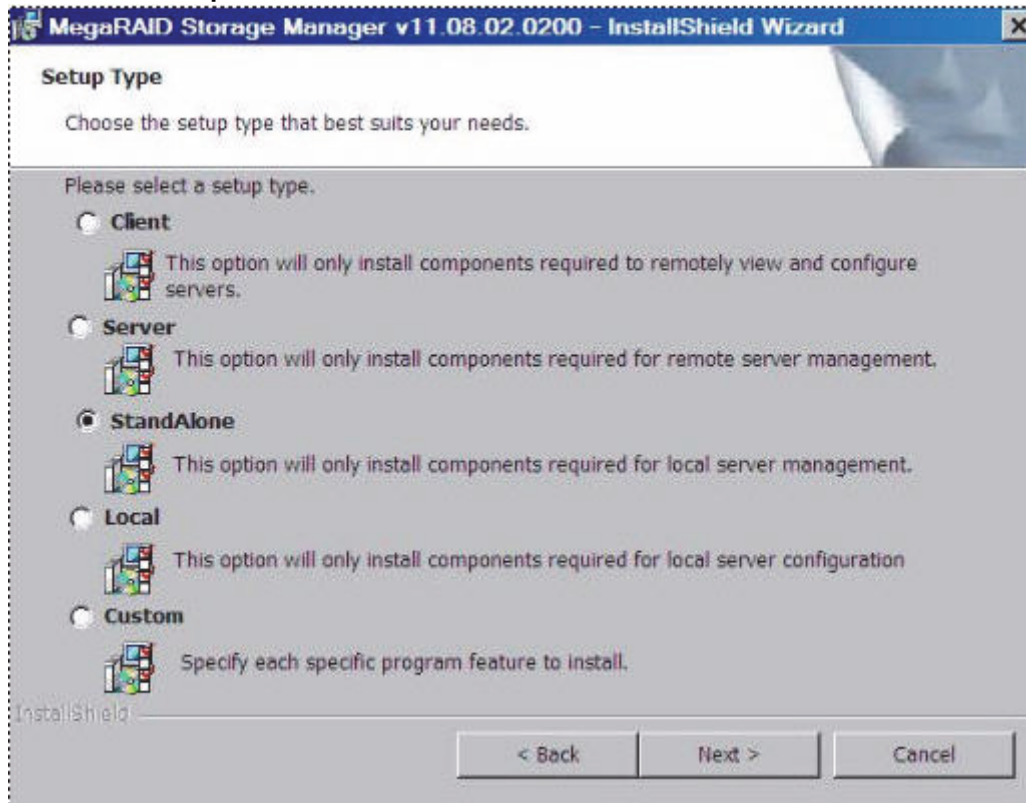 MegaRAID Storage Manager v11.08.02.0200 – InstallShield Wizard
Setup Type
Choose the setup type that best suits your needs.
Please select a setup type.
Client
This option will only install components required to remotely view and configure
servers.
Server
This option will only install components required for remote server management.
StandAlone
This option will only install components required for local server management.
Local
This option will only install components required for local server configuration
Custom
Specify each specific program feature to install.
InstallShield
< Back Next > Cancel